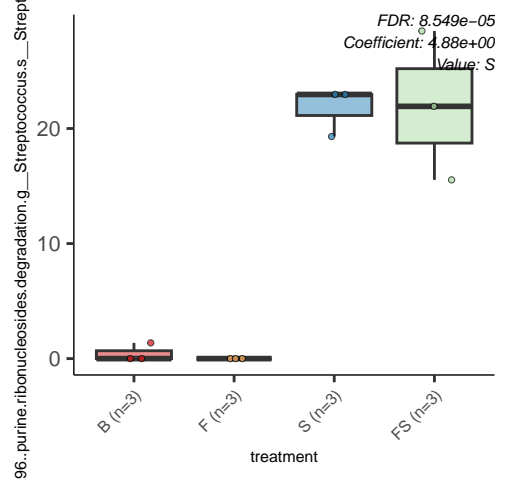 FDR: 8.549e−05
Coefficient: 4.88e+00
Value: S
96..purine.ribonucleosides.degradation.g__Streptococcus.s__Strept
20
10
0
B (n=3)
F (n=3)
S (n=3)
FS (n=3)
treatment